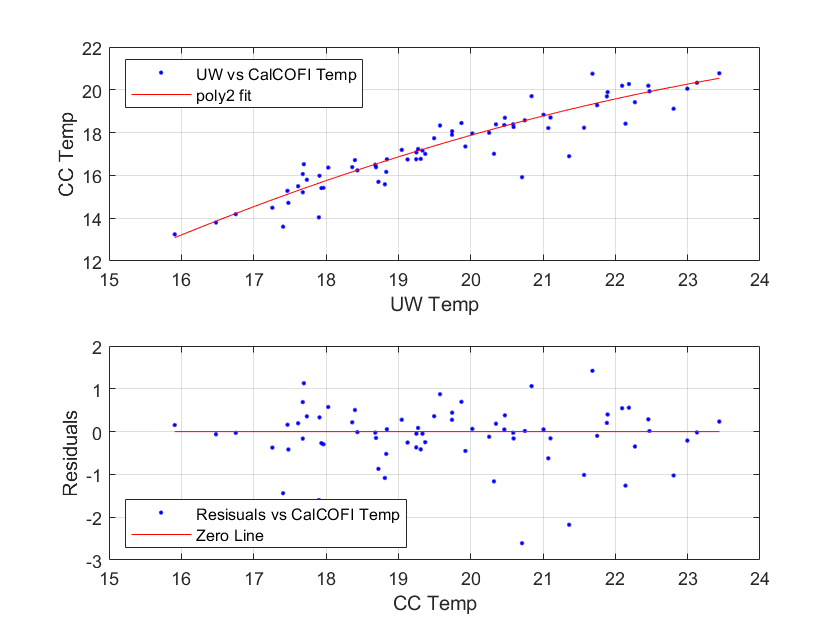 22
20
18
16
14
12
CC Temp
UW vs CalCOFI Temp
poly2 fit
15 16 17 18 19 20 21 22 23 24
UW Temp
2
1
0
-1
-2
-3
Residuals
Resisuals vs CalCOFI Temp
Zero Line
15 16 17 18 19 20 21 22 23 24
CC Temp